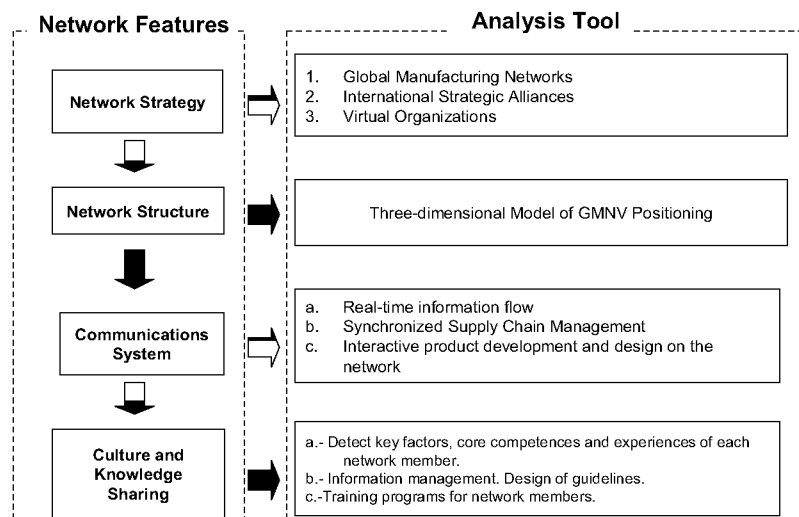 Network Features
Analysis Tool
Network Strategy
1. Global Manufacturing Networks
2. International Strategic Alliances
3. Virtual Organizations
Network Structure
Three-dimensional Model of GMNV Positioning
Communications
System
a. Real-time information flow
b. Synchronized Supply Chain Management
c. Interactive product development and design on the
network
Culture and
Knowledge
Sharing
a.- Detect key factors, core competences and experiences of each
network member.
b.- Information management. Design of guidelines.
c.-Training programs for network members.